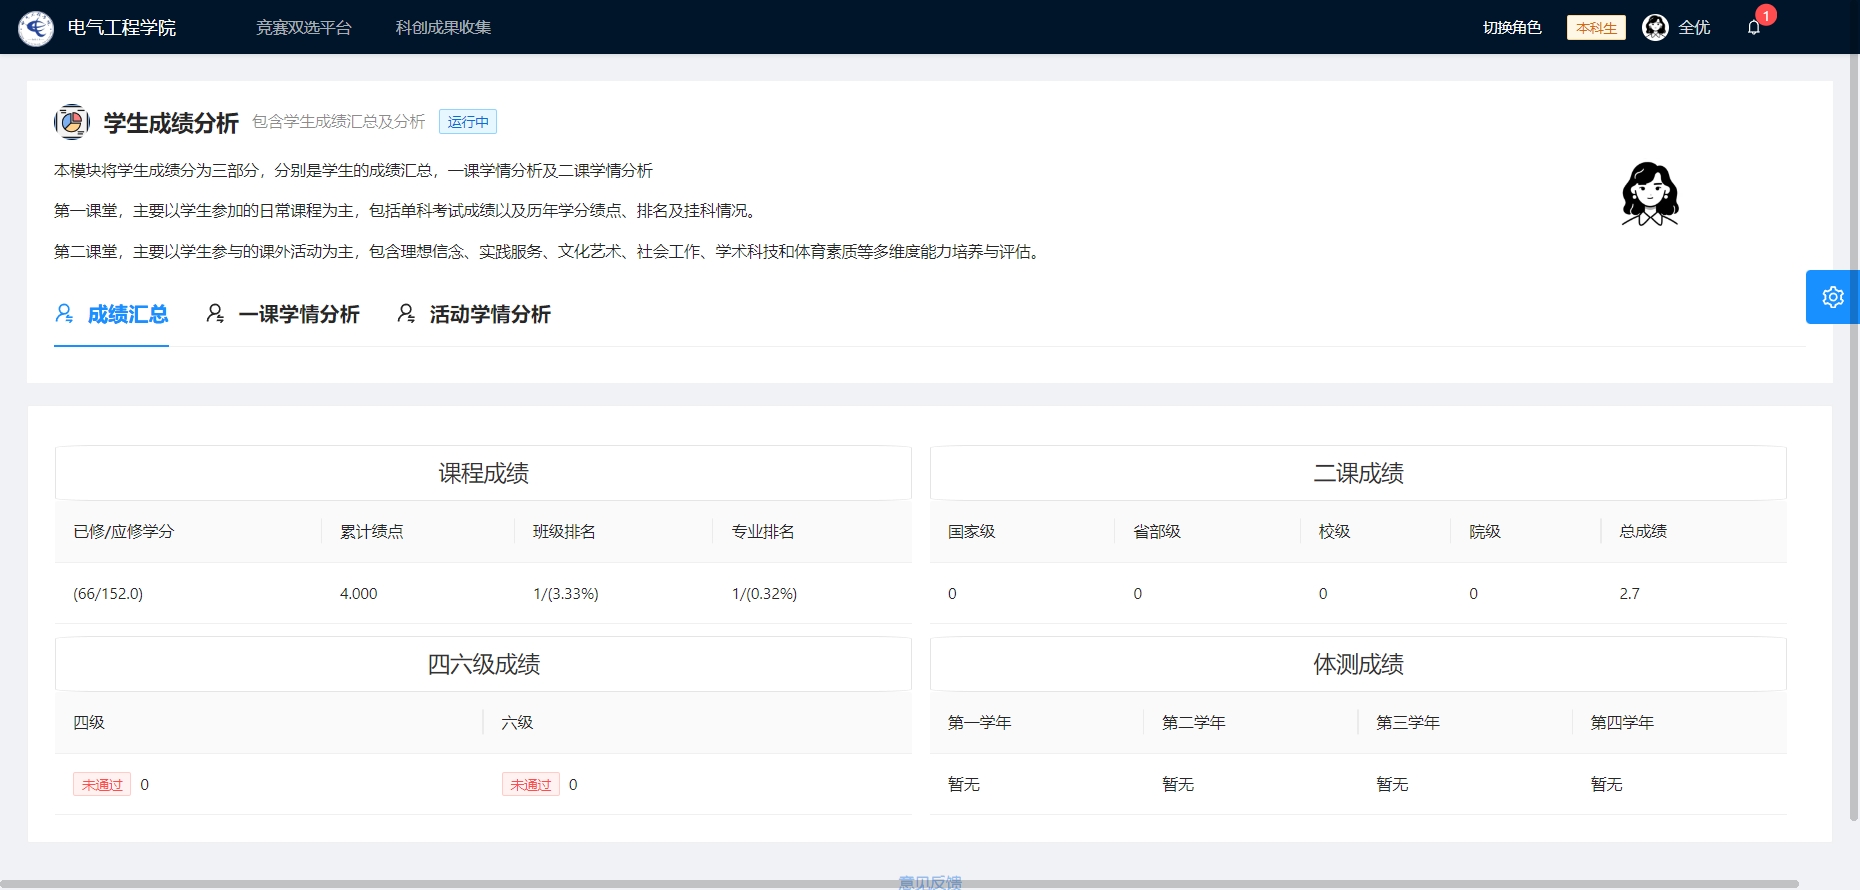 电气工程学院 竞赛双选平台 科创成果收集 切换角色 本科生 全优 1
学生成绩分析 包含学生成绩汇总及分析 运行中
本模块将学生成绩分为三部分，分别是学生的成绩汇总，一课学情分析及二课学情分析
第一课堂，主要以学生参加的日常课程为主，包括单科考试成绩以及历年学分绩点、排名及挂科情况。
第二课堂，主要以学生参与的课外活动为主，包含理想信念、实践服务、文化艺术、社会工作、学术科技和体育素质等多维度能力培养与评估。
成绩汇总 一课学情分析 活动学情分析
课程成绩
已修/应修学分 累计绩点 班级排名 专业排名
(66/152.0) 4.000 1/(3.33%) 1/(0.32%)
二课成绩
国家级 省部级 校级 院级 总成绩
0 0 0 0 2.7
四六级成绩
四级 六级
未通过 0 未通过 0
体测成绩
第一学年 第二学年 第三学年 第四学年
暂无 暂无 暂无 暂无
意见反馈